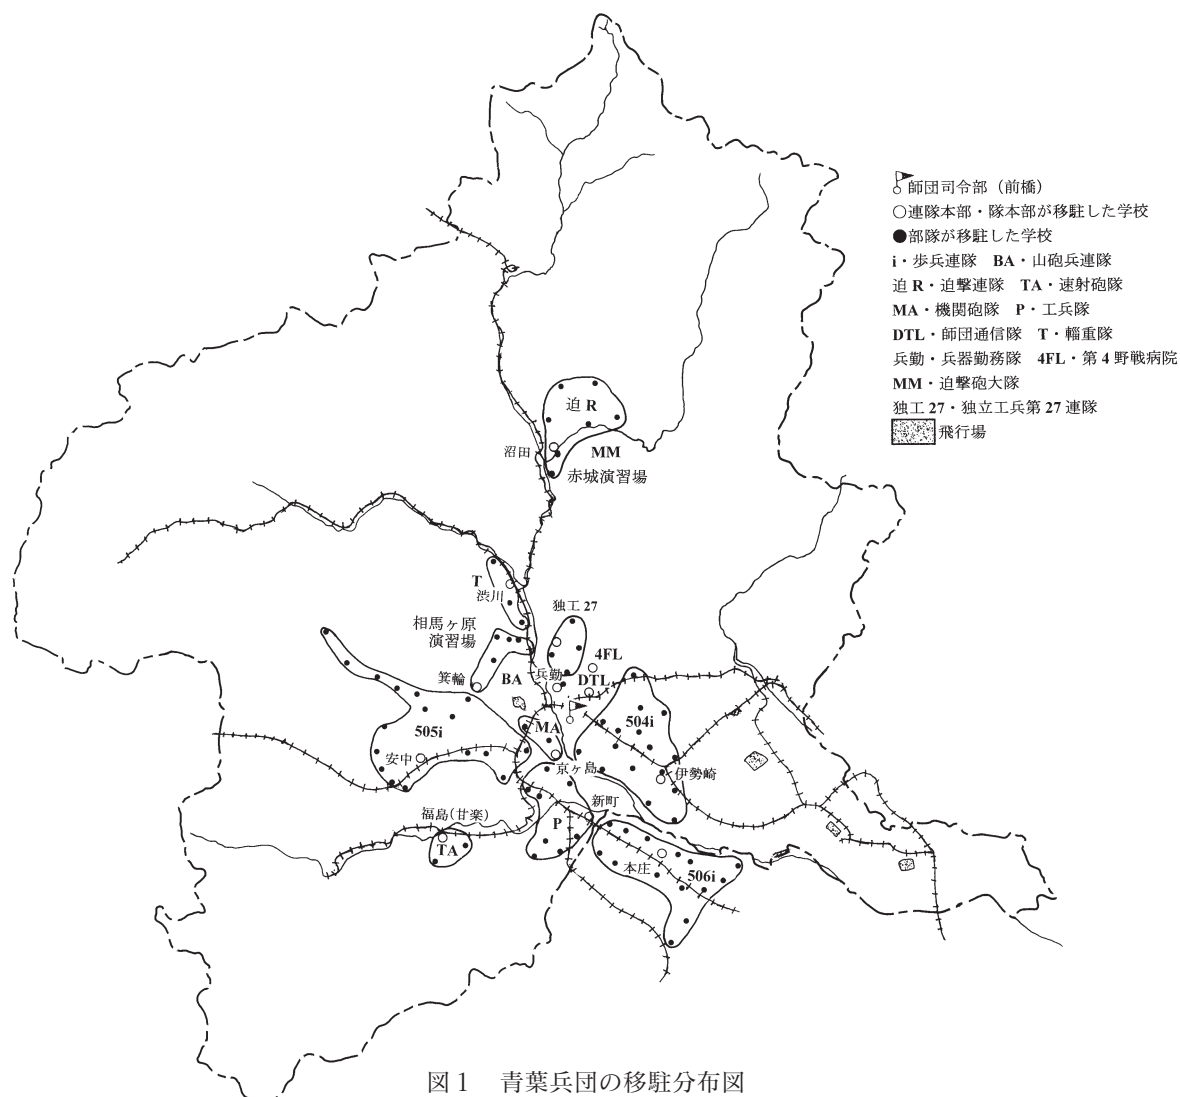 師団司令部（前橋）
○連隊本部・隊本部が移駐した学校
●部隊が移駐した学校
i・歩兵連隊　BA・山砲兵連隊
迫R・迫撃連隊　TA・速射砲隊
MA・機関砲隊　P・工兵隊
DTL・師団通信隊　T・輜重隊
兵勤・兵器勤務隊　4FL・第4野戦病院
MM・迫撃砲大隊
独工27・独立工兵第27連隊
飛行場
迫R
沼田
MM
赤城演習場
T
渋川
独工27
相馬ヶ原
演習場
4FL
箕輪
BA
兵勤
DTL
505i
MA
504i
安中
京ヶ島
伊勢崎
福島(甘楽)
新町
P
TA
本庄
506i
図1　青葉兵団の移駐分布図